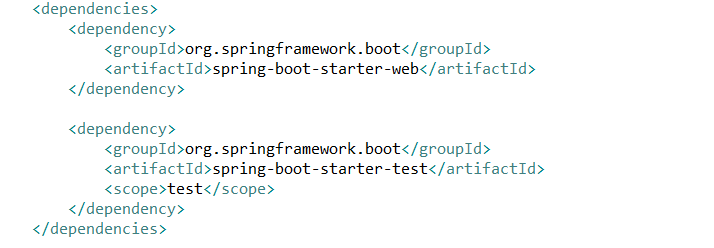 <dependencies>
<dependency>
<groupId>org.springframework.boot</groupId>
<artifactId>spring-boot-starter-web</artifactId>
</dependency>
<dependency>
<groupId>org.springframework.boot</groupId>
<artifactId>spring-boot-starter-test</artifactId>
<scope>test</scope>
</dependency>
</dependencies>